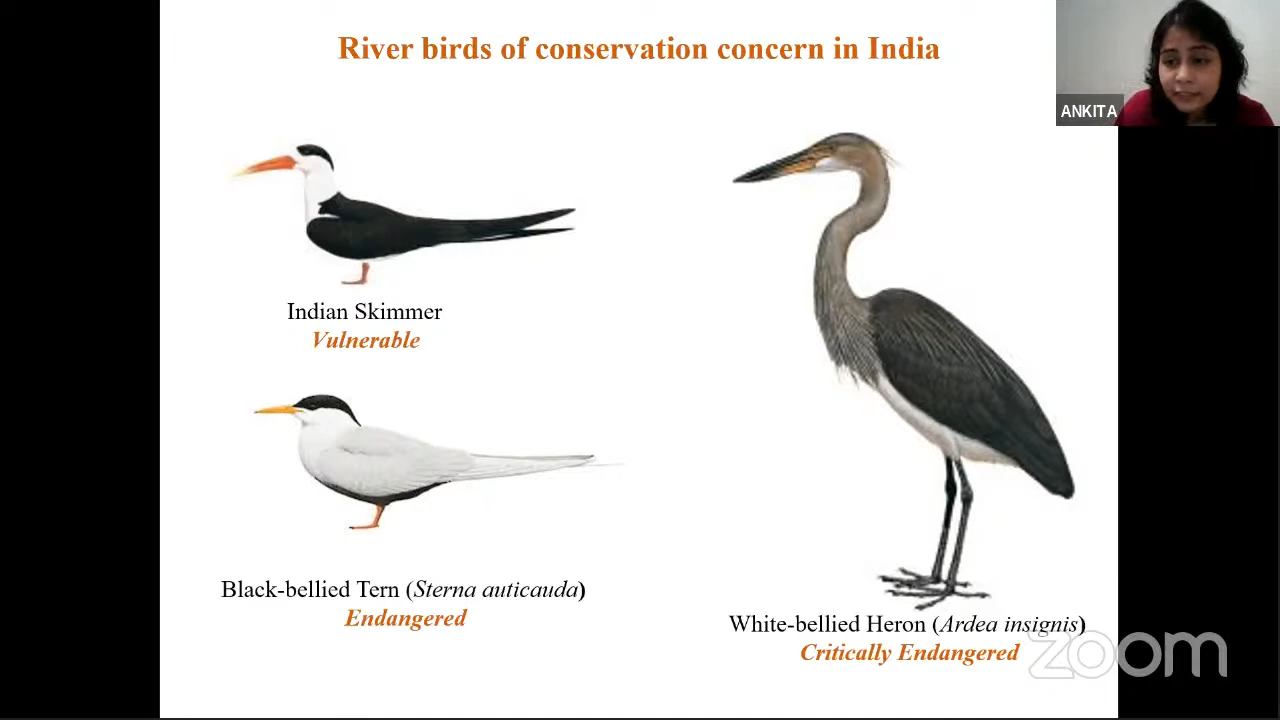 River birds of conservation concern in India
ANKITA
Indian Skimmer
Vulnerable
Black-bellied Tern (Sterna auticauda)
Endangered
White-bellied Heron (Ardea insignis)
Critically Endangered
zoom